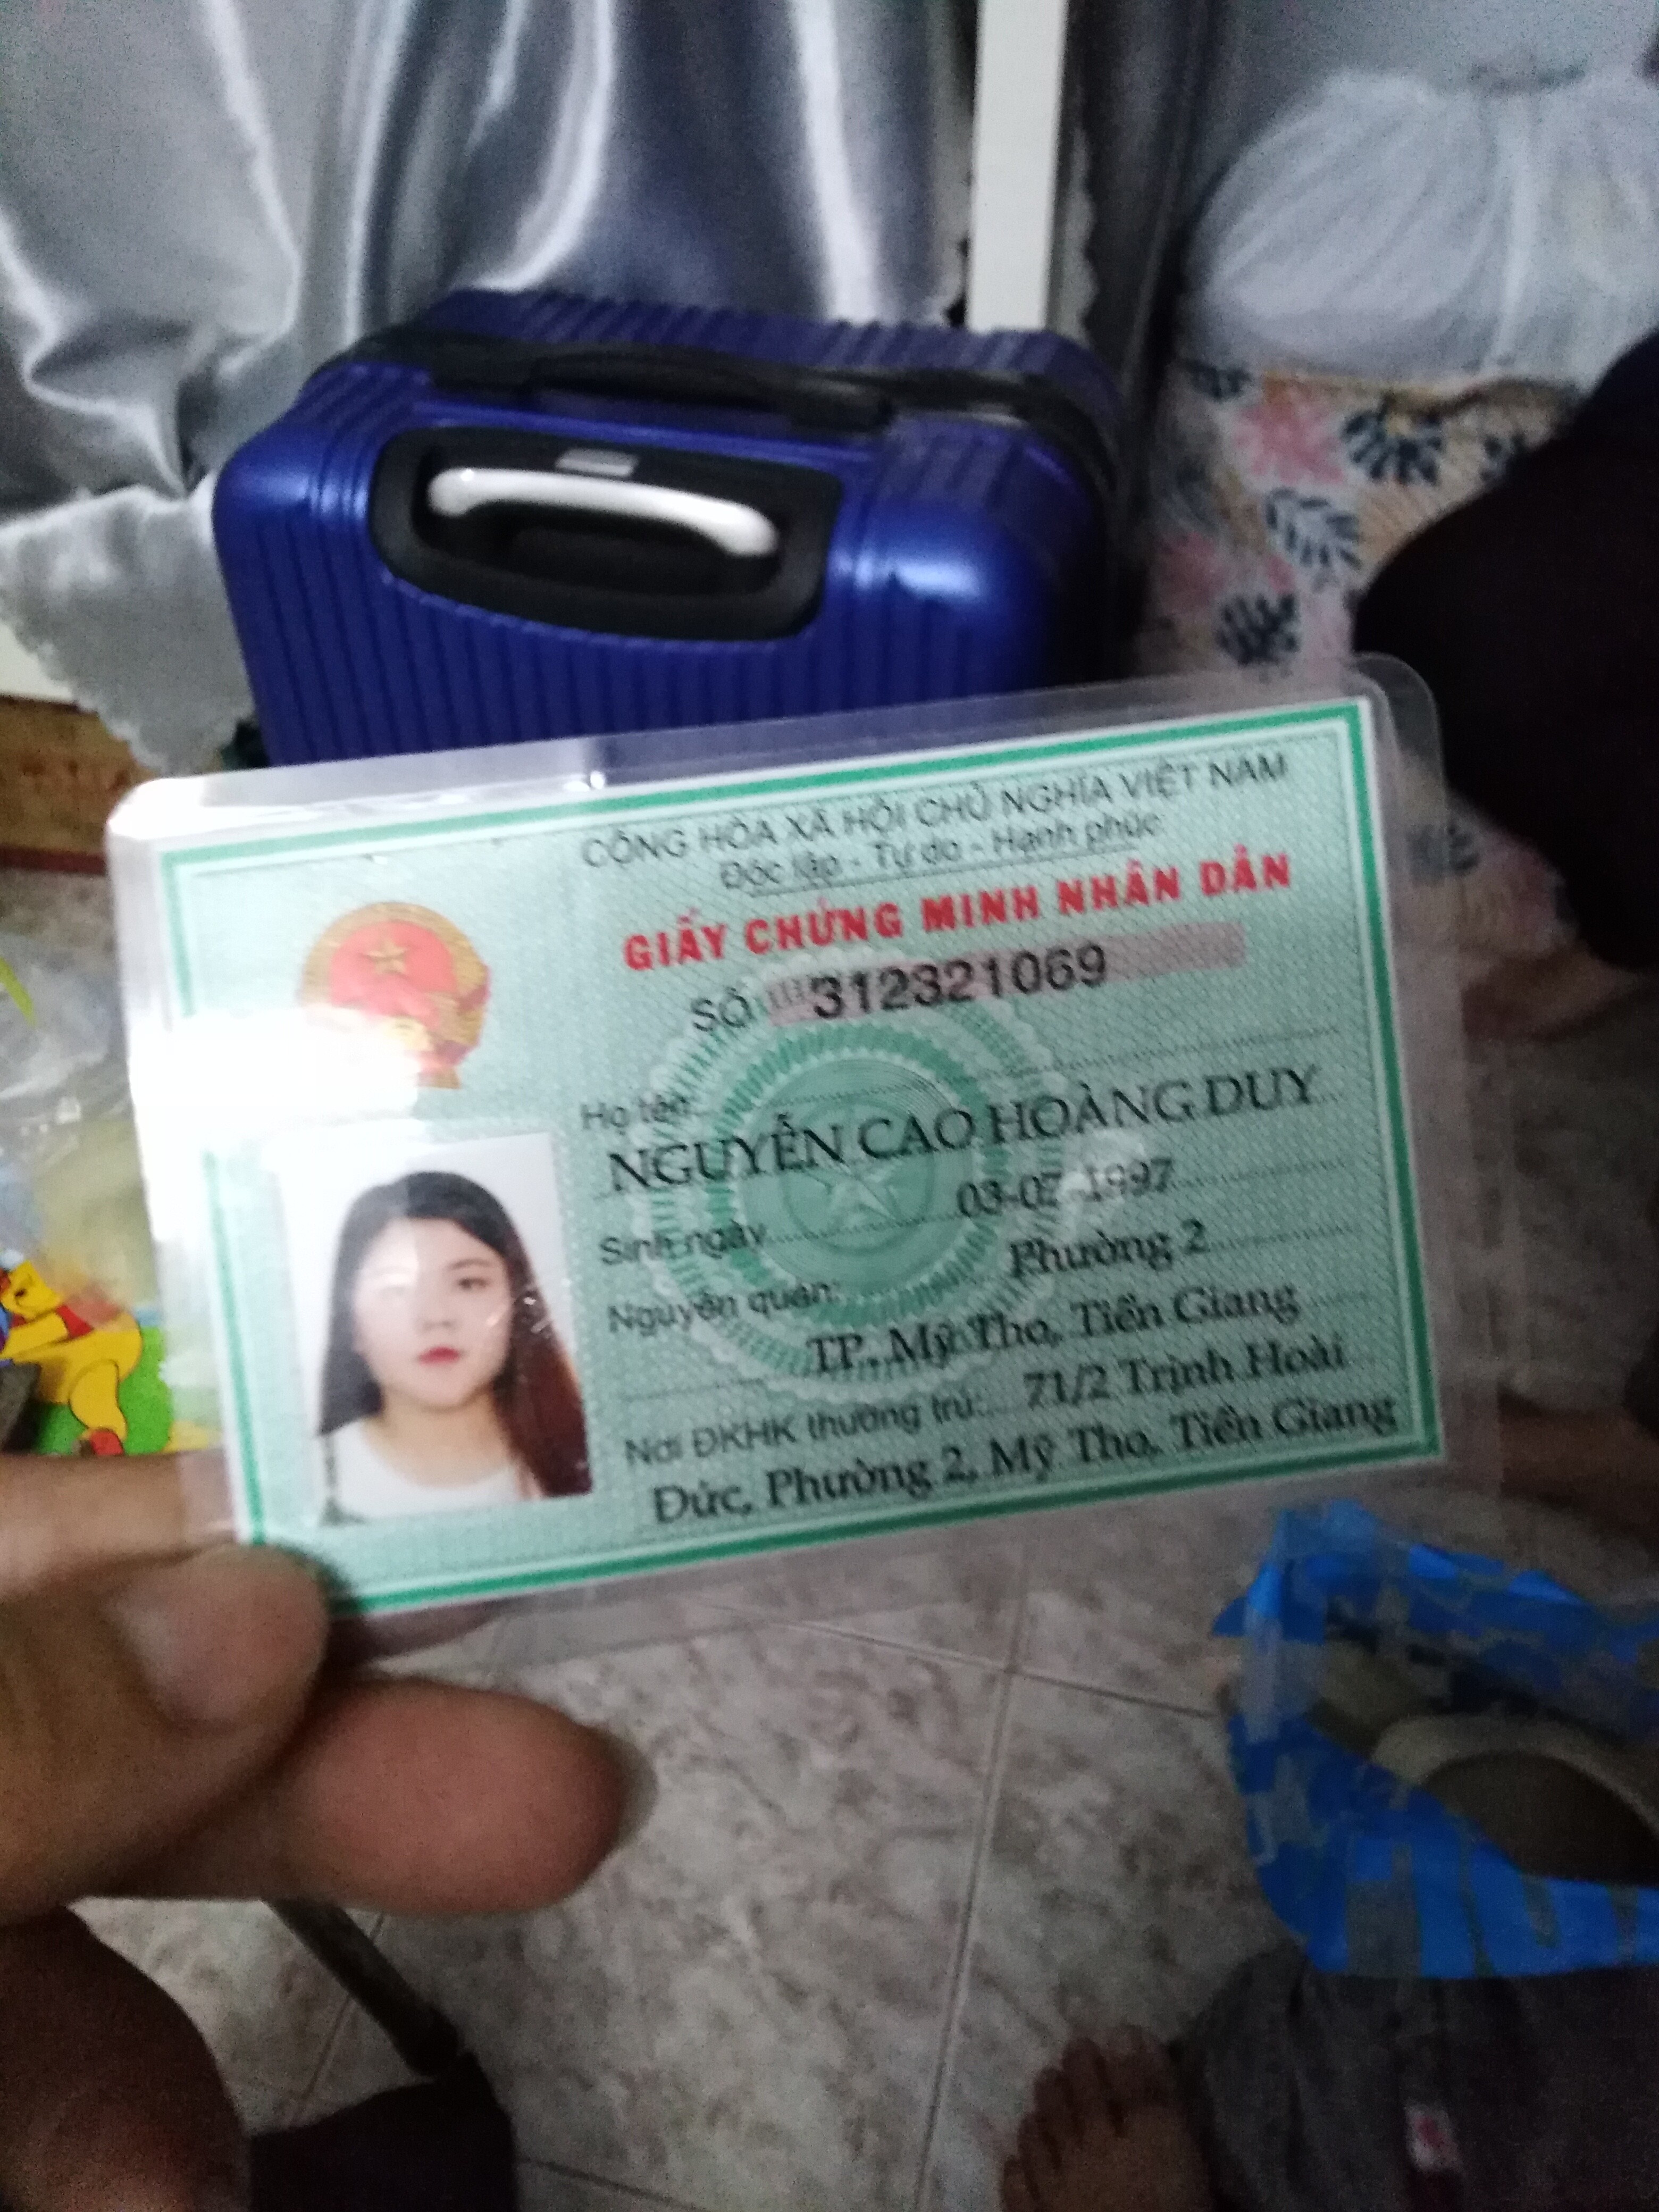 CỘNG HÒA XÃ HỘI CHỦ NGHĨA VIỆT NAM
Độc lập - Tự do - Hạnh phúc
GIẤY CHỨNG MINH NHÂN DÂN
SỐ 312321069
Họ tên
NGUYỄN CAO HOÀNG DUY
Sinh ngày 03-07-1997
Nguyên quán: Phường 2
TP. Mỹ Tho, Tiền Giang
Nơi ĐKHK thường trú: 71/2 Trịnh Hoài
Đức, Phường 2, Mỹ Tho, Tiền Giang